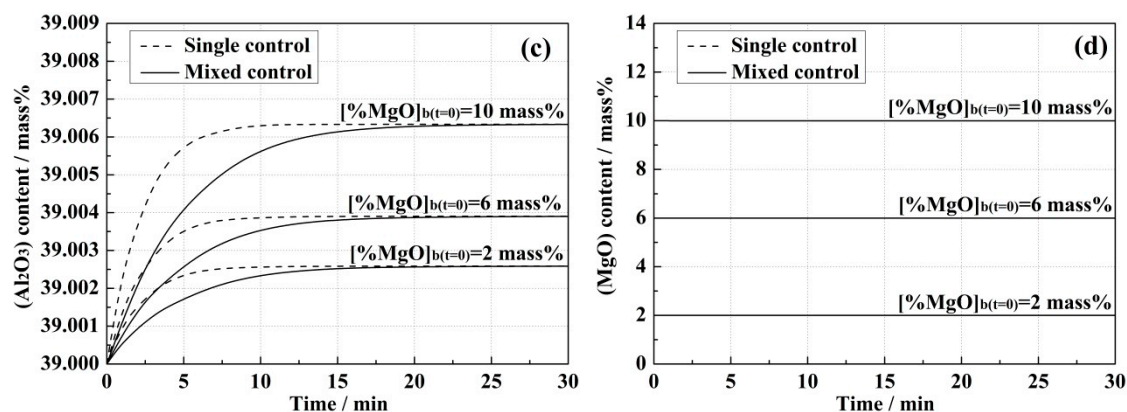 39.009
39.008
39.007
39.006
39.005
39.004
39.003
39.002
39.001
39.000
(Al₂O₃) content / mass%
Single control
Mixed control
(c)
[%MgO]b(t=0)=10 mass%
[%MgO]b(t=0)=6 mass%
[%MgO]b(t=0)=2 mass%
0 5 10 15 20 25 30
Time / min
14
12
10
8
6
4
2
0
(MgO) content / mass%
Single control
Mixed control
(d)
[%MgO]b(t=0)=10 mass%
[%MgO]b(t=0)=6 mass%
[%MgO]b(t=0)=2 mass%
0 5 10 15 20 25 30
Time / min